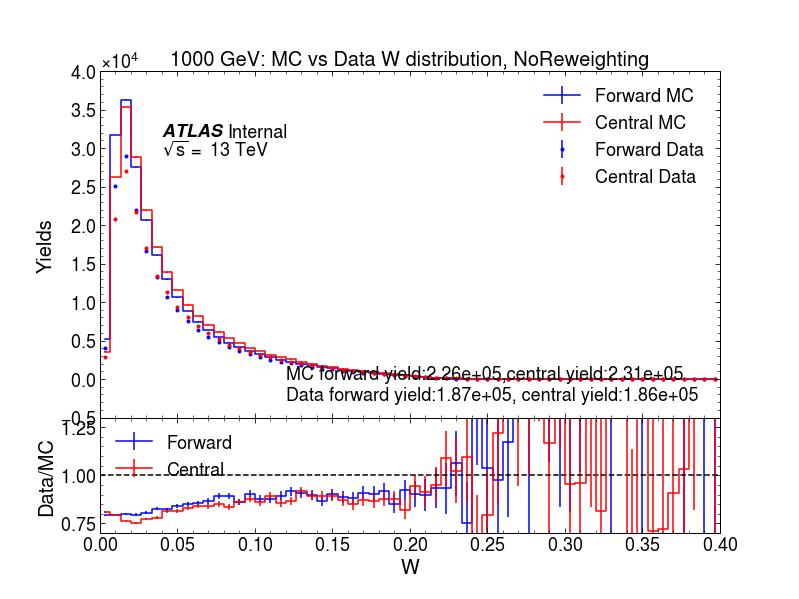 ×10⁴
1000 GeV: MC vs Data W distribution, NoReweighting
4.0
3.5
3.0
2.5
2.0
1.5
1.0
0.5
0.0
0.5
Yields
ATLAS Internal
√s = 13 TeV
Forward MC
Central MC
Forward Data
Central Data
MC forward yield:2.26e+05 central yield:2.31e+05
Data forward yield:1.87e+05, central yield:1.86e+05
1.25
1.00
0.75
Data/MC
Forward
Central
0.00 0.05 0.10 0.15 0.20 0.25 0.30 0.35 0.40
W